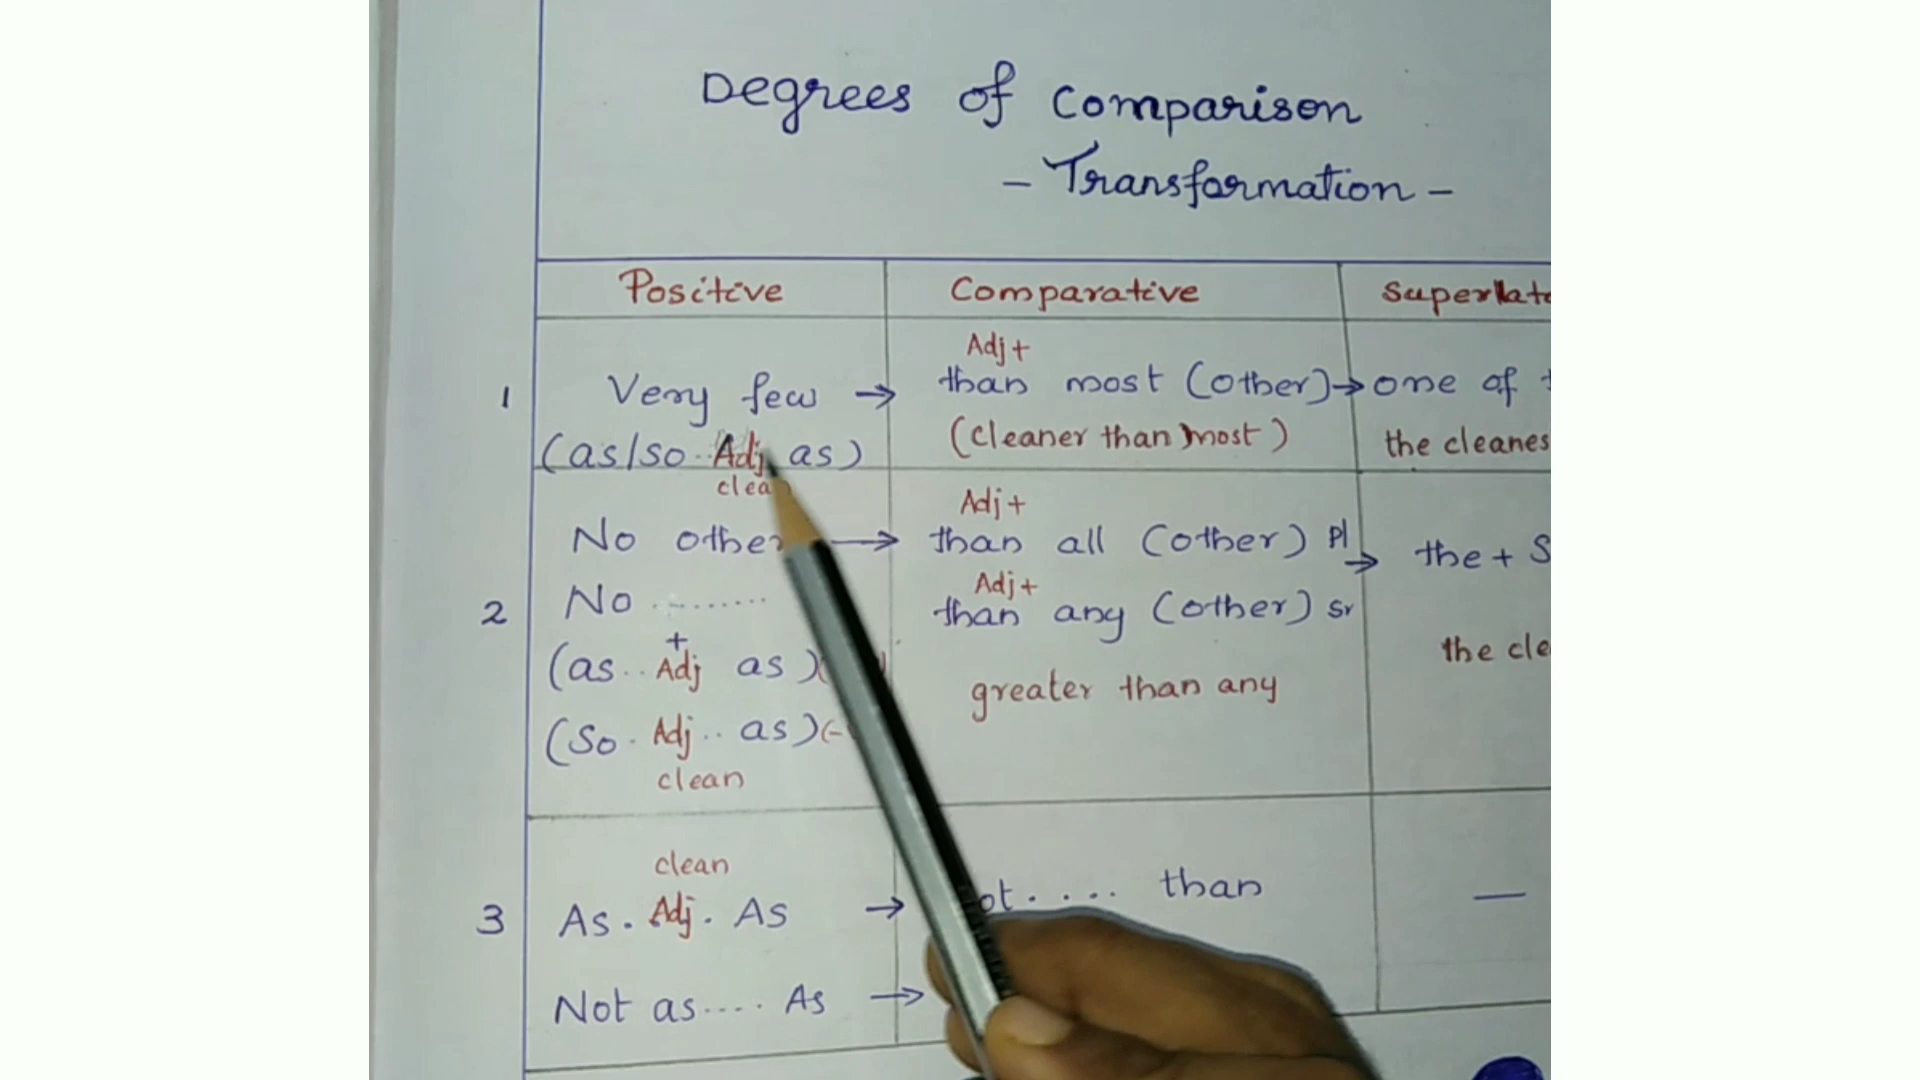 Degrees of Comparison
- Transformation -
Positive Comparative
Adj+
1 Very few → than most (other) → one of
(as/so .. Adj as) (cleaner than most) the
clean
Adj+
No other → than all (other) pl → the +
Adj+
2 No ........ than any (other) Sr
+
(as .. Adj as) greater than any the
(So . Adj .. as)
clean
clean
3 As . Adj . As → .... than —
Not as .... As →